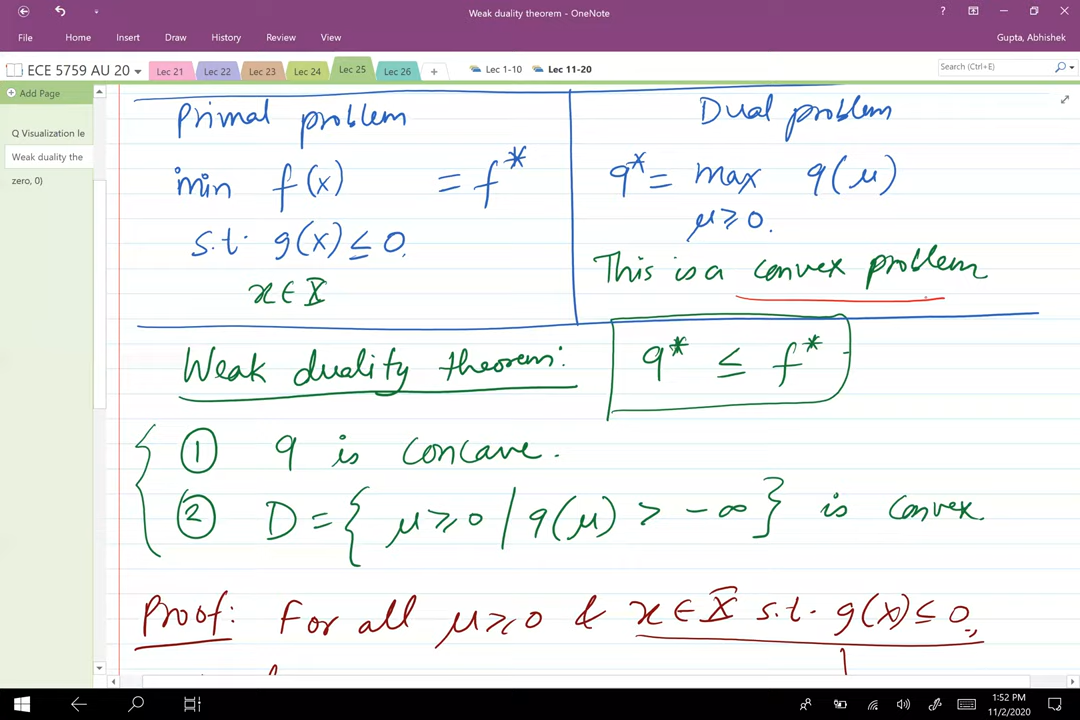 Weak duality theorem - OneNote
File Home Insert Draw History Review View
Gupta, Abhishek
ECE 5759 AU 20 Lec 21 Lec 22 Lec 23 Lec 24 Lec 25 Lec 26 + Lec 1-10 Lec 11-20
Search (Ctrl+E)
Add Page
Q Visualization le
Weak duality the
zero, 0)
Primal problem
min f(x) = f*
s.t. g(x) ≤ 0.
x ∈ X
Dual problem
q* = max q(μ)
μ ≥ 0.
This is a convex problem
Weak duality theorem: q* ≤ f*
① q is concave.
② D = { μ ≥ 0 | q(μ) > -∞ } is convex.
Proof: For all μ ≥ 0 & x ∈ X s.t. g(x) ≤ 0,
1:52 PM
11/2/2020